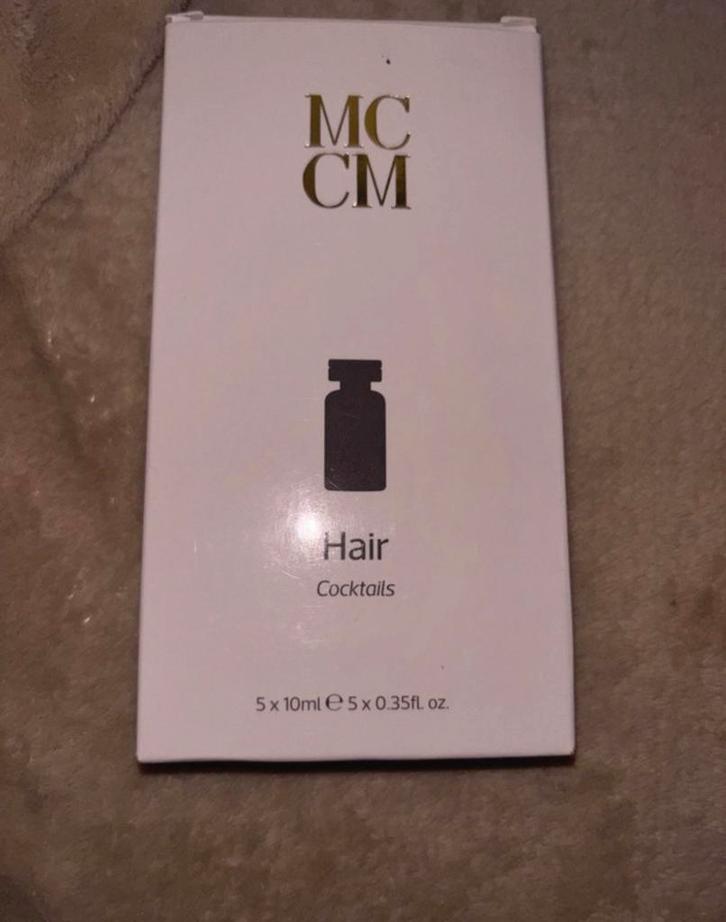 MC
CM
Hair
Cocktails
5 x 10ml ℮ 5 x 0.35fl. oz.